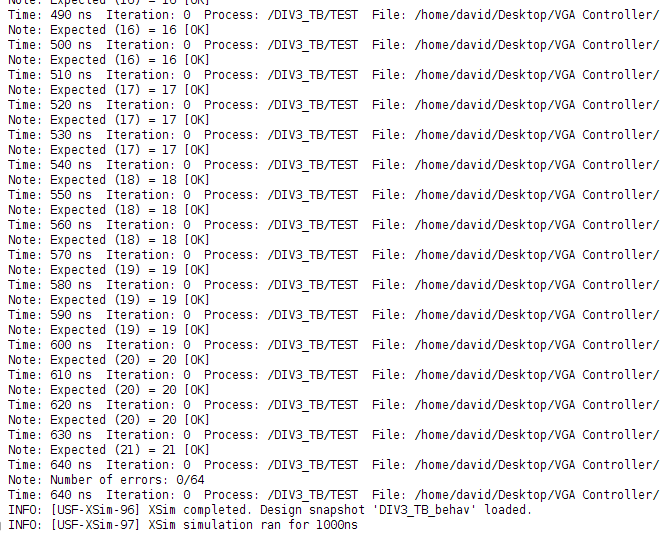 Note: Expected (16) = 16 [OK]
Time: 490 ns  Iteration: 0  Process: /DIV3_TB/TEST  File: /home/david/Desktop/VGA Controller/
Note: Expected (16) = 16 [OK]
Time: 500 ns  Iteration: 0  Process: /DIV3_TB/TEST  File: /home/david/Desktop/VGA Controller/
Note: Expected (16) = 16 [OK]
Time: 510 ns  Iteration: 0  Process: /DIV3_TB/TEST  File: /home/david/Desktop/VGA Controller/
Note: Expected (17) = 17 [OK]
Time: 520 ns  Iteration: 0  Process: /DIV3_TB/TEST  File: /home/david/Desktop/VGA Controller/
Note: Expected (17) = 17 [OK]
Time: 530 ns  Iteration: 0  Process: /DIV3_TB/TEST  File: /home/david/Desktop/VGA Controller/
Note: Expected (17) = 17 [OK]
Time: 540 ns  Iteration: 0  Process: /DIV3_TB/TEST  File: /home/david/Desktop/VGA Controller/
Note: Expected (18) = 18 [OK]
Time: 550 ns  Iteration: 0  Process: /DIV3_TB/TEST  File: /home/david/Desktop/VGA Controller/
Note: Expected (18) = 18 [OK]
Time: 560 ns  Iteration: 0  Process: /DIV3_TB/TEST  File: /home/david/Desktop/VGA Controller/
Note: Expected (18) = 18 [OK]
Time: 570 ns  Iteration: 0  Process: /DIV3_TB/TEST  File: /home/david/Desktop/VGA Controller/
Note: Expected (19) = 19 [OK]
Time: 580 ns  Iteration: 0  Process: /DIV3_TB/TEST  File: /home/david/Desktop/VGA Controller/
Note: Expected (19) = 19 [OK]
Time: 590 ns  Iteration: 0  Process: /DIV3_TB/TEST  File: /home/david/Desktop/VGA Controller/
Note: Expected (19) = 19 [OK]
Time: 600 ns  Iteration: 0  Process: /DIV3_TB/TEST  File: /home/david/Desktop/VGA Controller/
Note: Expected (20) = 20 [OK]
Time: 610 ns  Iteration: 0  Process: /DIV3_TB/TEST  File: /home/david/Desktop/VGA Controller/
Note: Expected (20) = 20 [OK]
Time: 620 ns  Iteration: 0  Process: /DIV3_TB/TEST  File: /home/david/Desktop/VGA Controller/
Note: Expected (20) = 20 [OK]
Time: 630 ns  Iteration: 0  Process: /DIV3_TB/TEST  File: /home/david/Desktop/VGA Controller/
Note: Expected (21) = 21 [OK]
Time: 640 ns  Iteration: 0  Process: /DIV3_TB/TEST  File: /home/david/Desktop/VGA Controller/
Note: Number of errors: 0/64
Time: 640 ns  Iteration: 0  Process: /DIV3_TB/TEST  File: /home/david/Desktop/VGA Controller/
INFO: [USF-XSim-96] XSim completed. Design snapshot 'DIV3_TB_behav' loaded.
INFO: [USF-XSim-97] XSim simulation ran for 1000ns